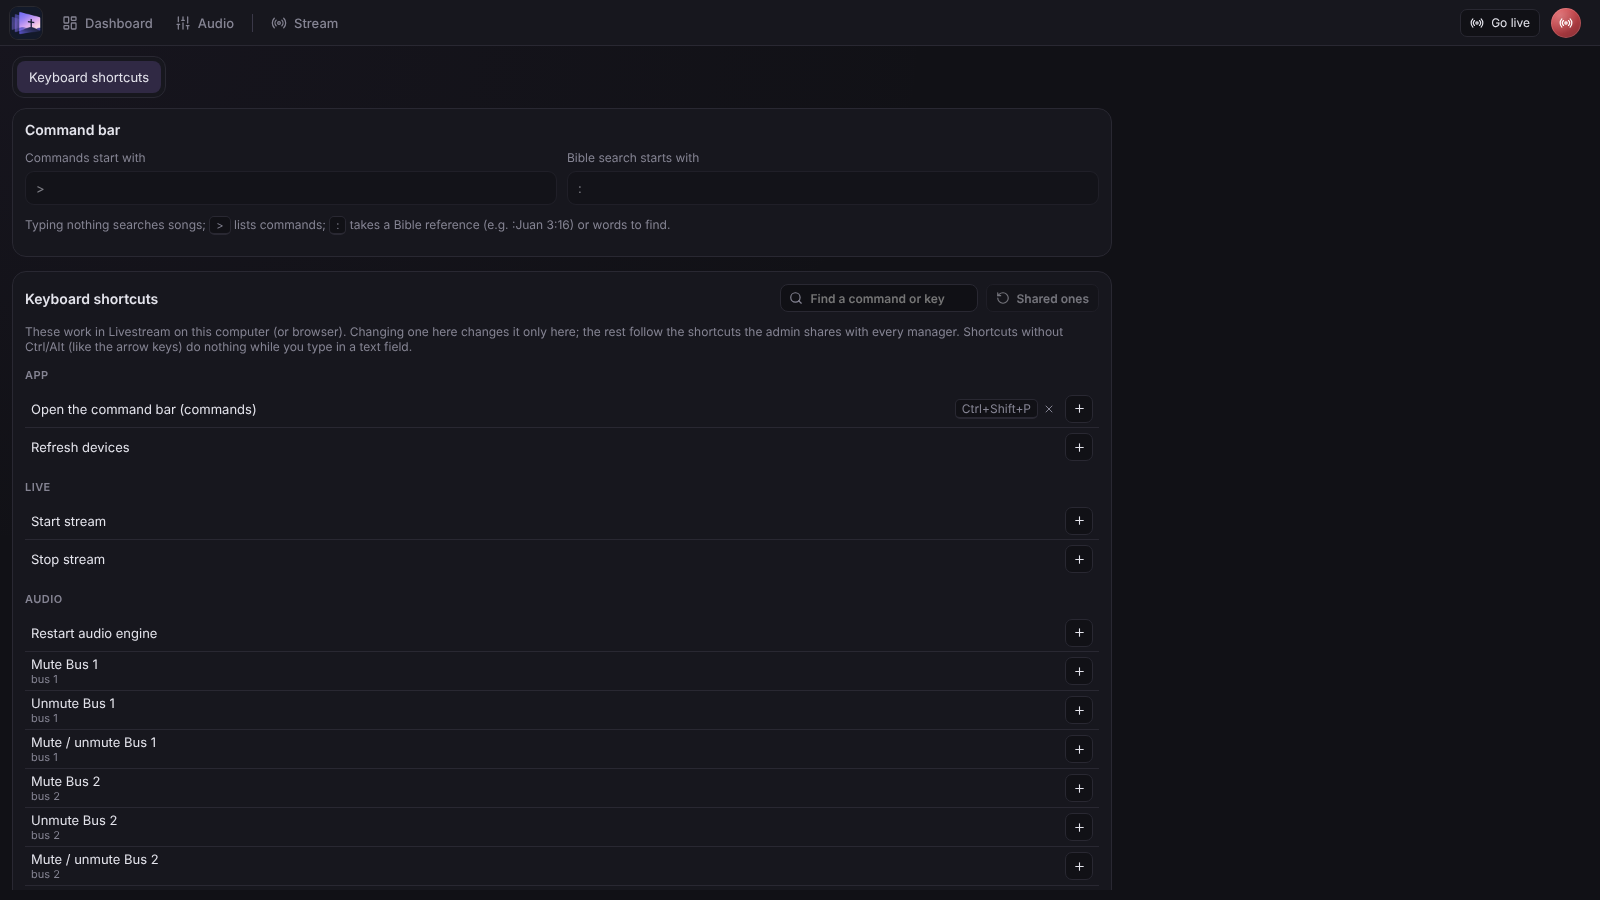 Dashboard
Audio
Stream
Go live
Keyboard shortcuts
Command bar
Commands start with
Bible search starts with
>
:
Typing nothing searches songs; > lists commands; : takes a Bible reference (e.g. :Juan 3:16) or words to find.
Keyboard shortcuts
Find a command or key
Shared ones
These work in Livestream on this computer (or browser). Changing one here changes it only here; the rest follow the shortcuts the admin shares with every manager. Shortcuts without
Ctrl/Alt (like the arrow keys) do nothing while you type in a text field.
APP
Open the command bar (commands)
Ctrl+Shift+P
Refresh devices
LIVE
Start stream
Stop stream
AUDIO
Restart audio engine
Mute Bus 1
bus 1
Unmute Bus 1
bus 1
Mute / unmute Bus 1
bus 1
Mute Bus 2
bus 2
Unmute Bus 2
bus 2
Mute / unmute Bus 2
bus 2